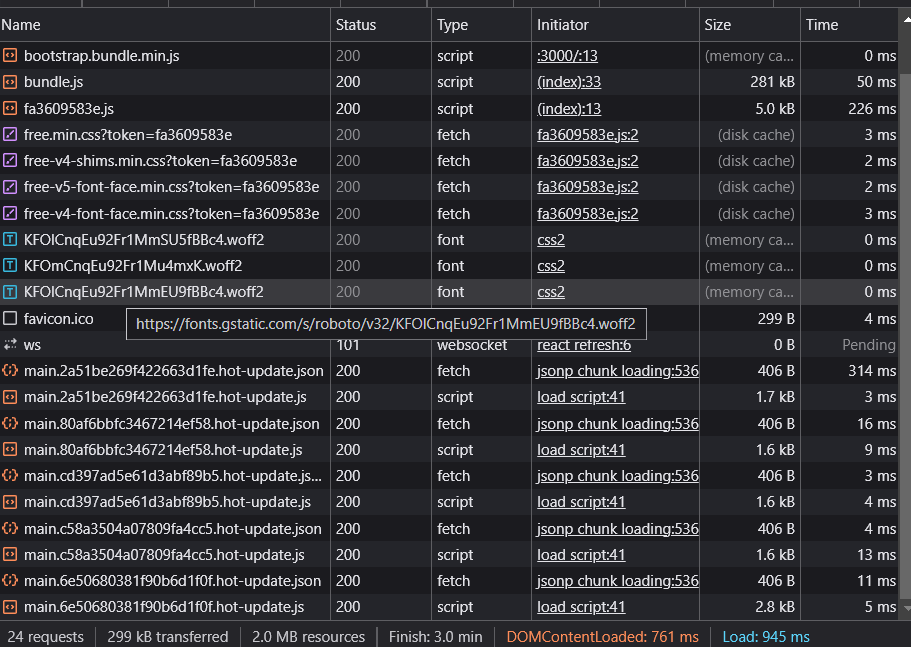 Name Status Type Initiator Size Time
bootstrap.bundle.min.js 200 script :3000/:13 (memory ca... 0 ms
bundle.js 200 script (index):33 281 kB 50 ms
fa3609583e.js 200 script (index):13 5.0 kB 226 ms
free.min.css?token=fa3609583e 200 fetch fa3609583e.js:2 (disk cache) 3 ms
free-v4-shims.min.css?token=fa3609583e 200 fetch fa3609583e.js:2 (disk cache) 2 ms
free-v5-font-face.min.css?token=fa3609583e 200 fetch fa3609583e.js:2 (disk cache) 2 ms
free-v4-font-face.min.css?token=fa3609583e 200 fetch fa3609583e.js:2 (disk cache) 3 ms
KFOlCnqEu92Fr1MmSU5fBBc4.woff2 200 font css2 (memory ca... 0 ms
KFOmCnqEu92Fr1Mu4mxK.woff2 200 font css2 (memory ca... 0 ms
KFOlCnqEu92Fr1MmEU9fBBc4.woff2 200 font css2 (memory ca... 0 ms
favicon.ico 299 B 4 ms
https://fonts.gstatic.com/s/roboto/v32/KFOlCnqEu92Fr1MmEU9fBBc4.woff2
ws 101 websocket react refresh:6 0 B Pending
main.2a51be269f422663d1fe.hot-update.json 200 fetch jsonp chunk loading:536 406 B 314 ms
main.2a51be269f422663d1fe.hot-update.js 200 script load script:41 1.7 kB 3 ms
main.80af6bbfc3467214ef58.hot-update.json 200 fetch jsonp chunk loading:536 406 B 16 ms
main.80af6bbfc3467214ef58.hot-update.js 200 script load script:41 1.6 kB 9 ms
main.cd397ad5e61d3abf89b5.hot-update.js... 200 fetch jsonp chunk loading:536 406 B 3 ms
main.cd397ad5e61d3abf89b5.hot-update.js 200 script load script:41 1.6 kB 4 ms
main.c58a3504a07809fa4cc5.hot-update.json 200 fetch jsonp chunk loading:536 406 B 4 ms
main.c58a3504a07809fa4cc5.hot-update.js 200 script load script:41 1.6 kB 13 ms
main.6e50680381f90b6d1f0f.hot-update.json 200 fetch jsonp chunk loading:536 406 B 11 ms
main.6e50680381f90b6d1f0f.hot-update.js 200 script load script:41 2.8 kB 5 ms
24 requests 299 kB transferred 2.0 MB resources Finish: 3.0 min DOMContentLoaded: 761 ms Load: 945 ms